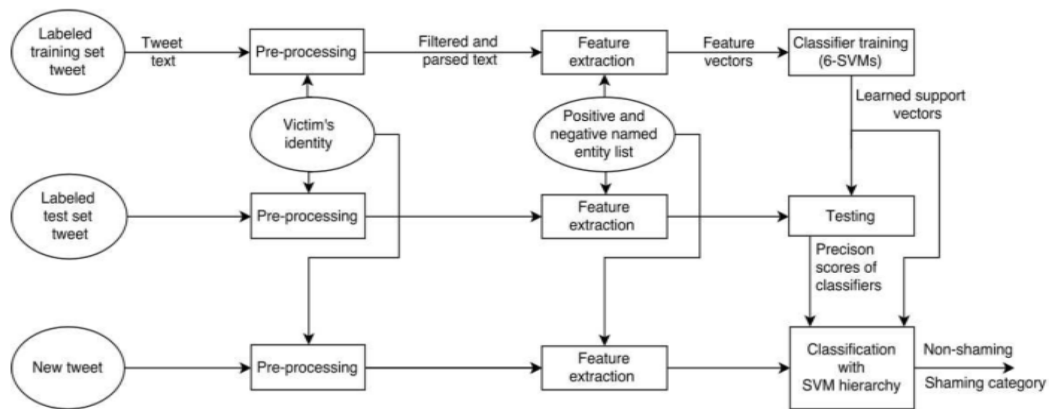 Labeled
training set
tweet
Tweet
text
Pre-processing
Filtered and
parsed text
Feature
extraction
Feature
vectors
Classifier training
(6-SVMs)
Victim's
identity
Positive and
negative named
entity list
Learned support
vectors
Labeled
test set
tweet
Pre-processing
Feature
extraction
Testing
Precison
scores of
classifiers
New tweet
Pre-processing
Feature
extraction
Classification
with
SVM hierarchy
Non-shaming
Shaming category